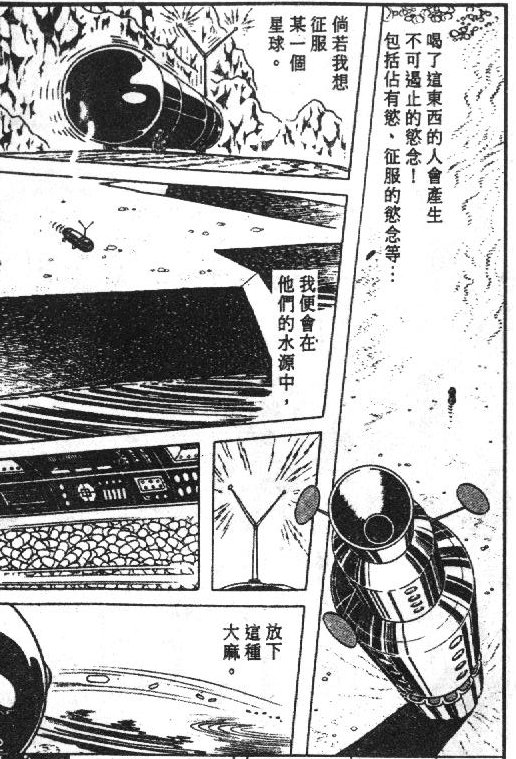 喝了這東西的人會產生
不可遏止的慾念！
包括佔有慾、征服的慾念等…
倘若我想
征服
某一個
星球。
我便會在
他們的水源中，
放下
這種
大麻。